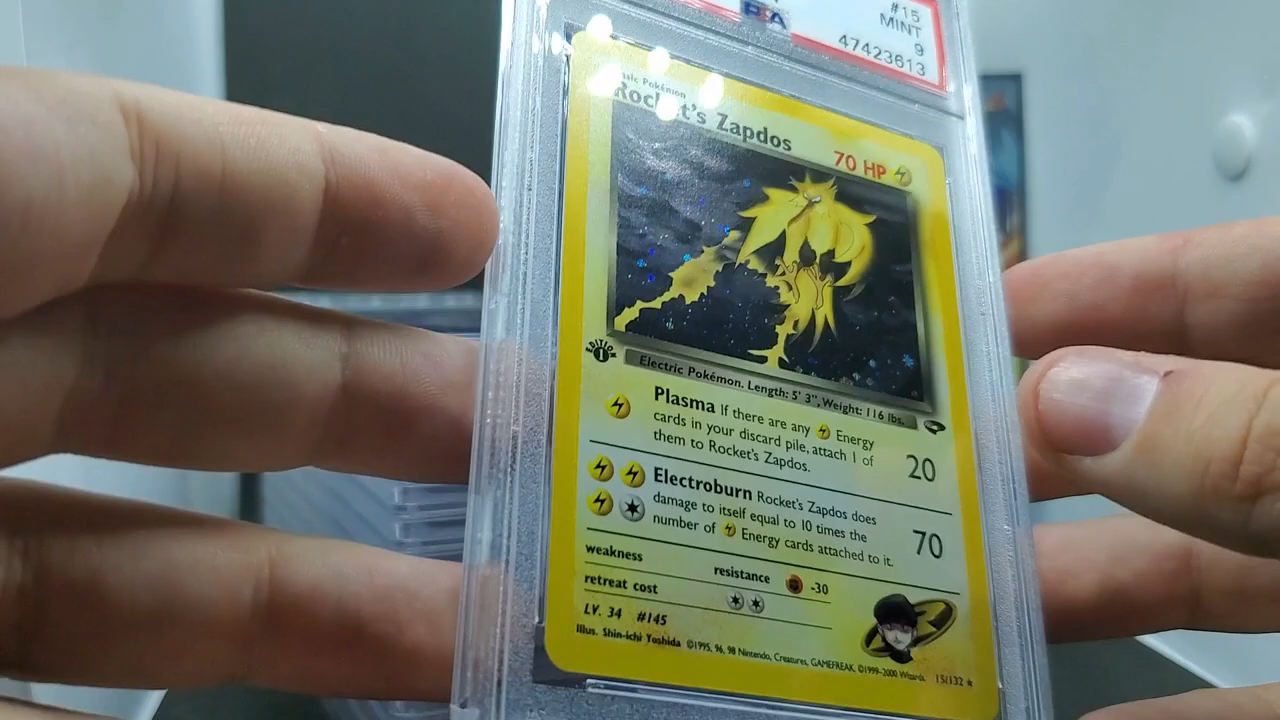 #15
PSA
MINT
9
47423613
Basic Pokémon
Rocket's Zapdos
70 HP
EDITION
1
Electric Pokémon. Length: 5' 3", Weight: 116 lbs.
Plasma If there are any Energy
cards in your discard pile, attach 1 of
them to Rocket's Zapdos.
20
Electroburn Rocket's Zapdos does
damage to itself equal to 10 times the
number of Energy cards attached to it.
70
weakness
resistance
-30
retreat cost
LV. 34 #145
Illus. Shin-ichi Yoshida ©1995, 96, 98 Nintendo, Creatures, GAMEFREAK. ©1999-2000 Wizards. 15/132 ★